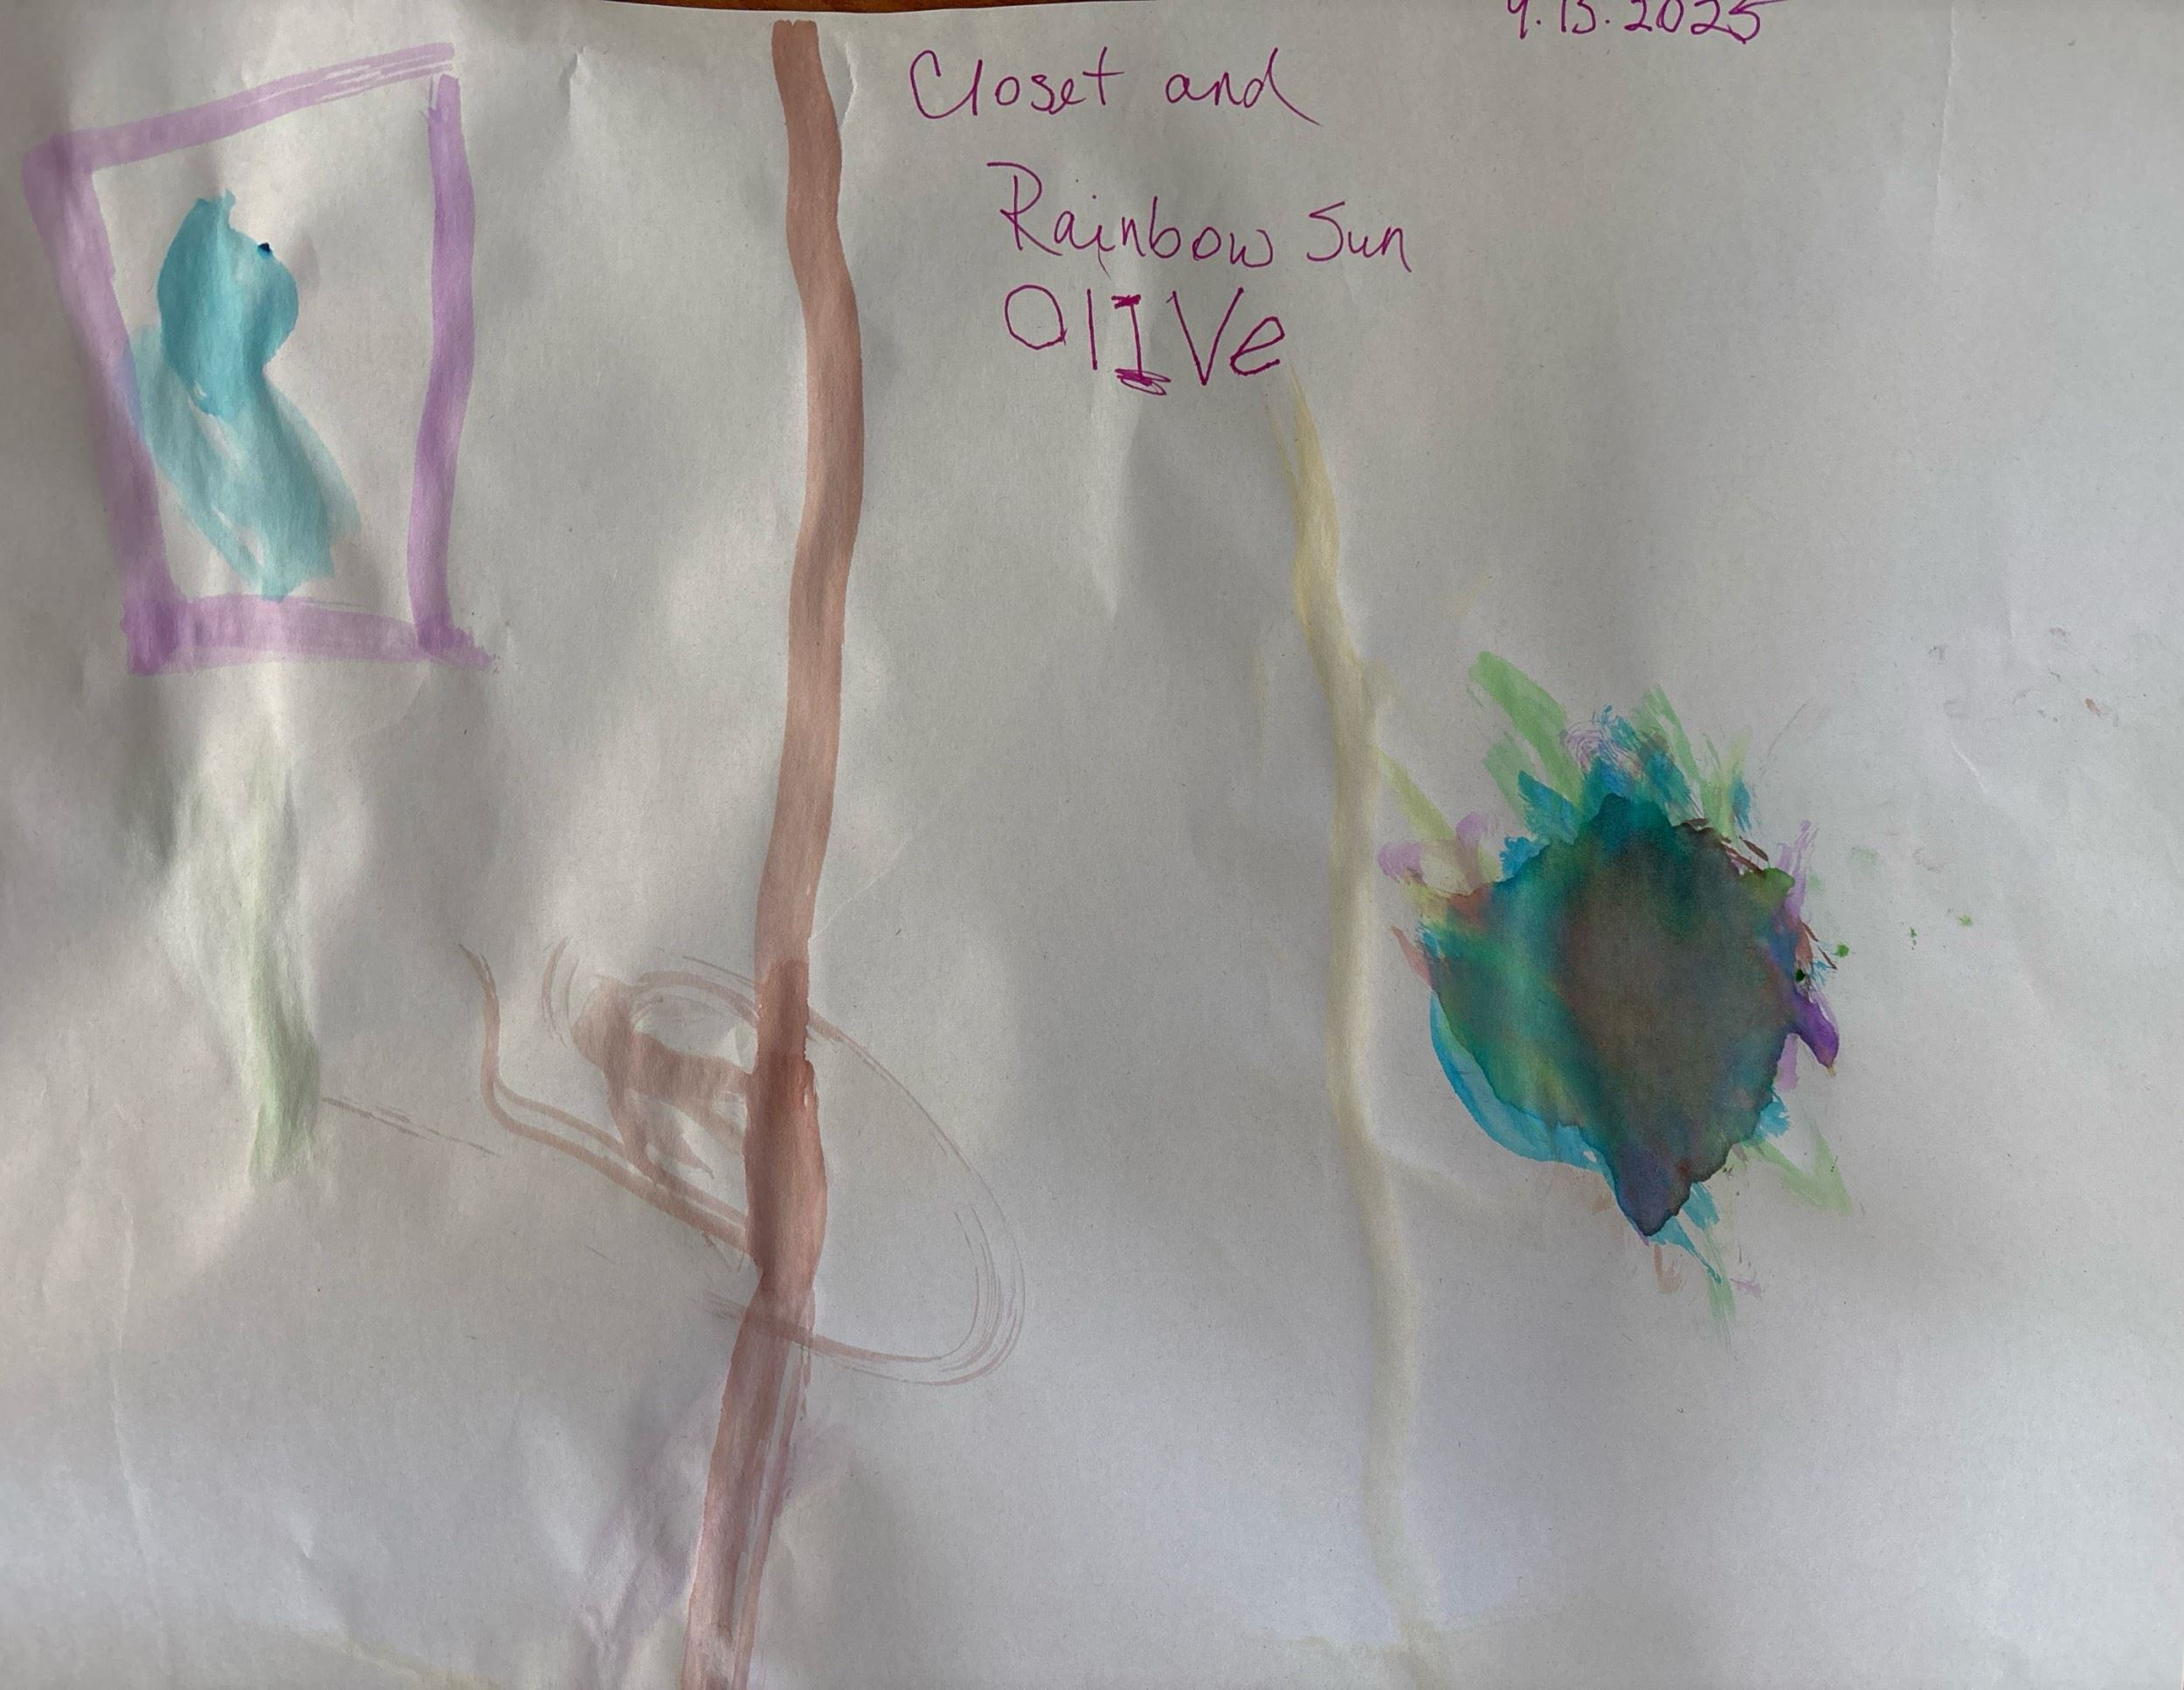 9.13.2025
Closet and
Rainbow Sun
OlIVe